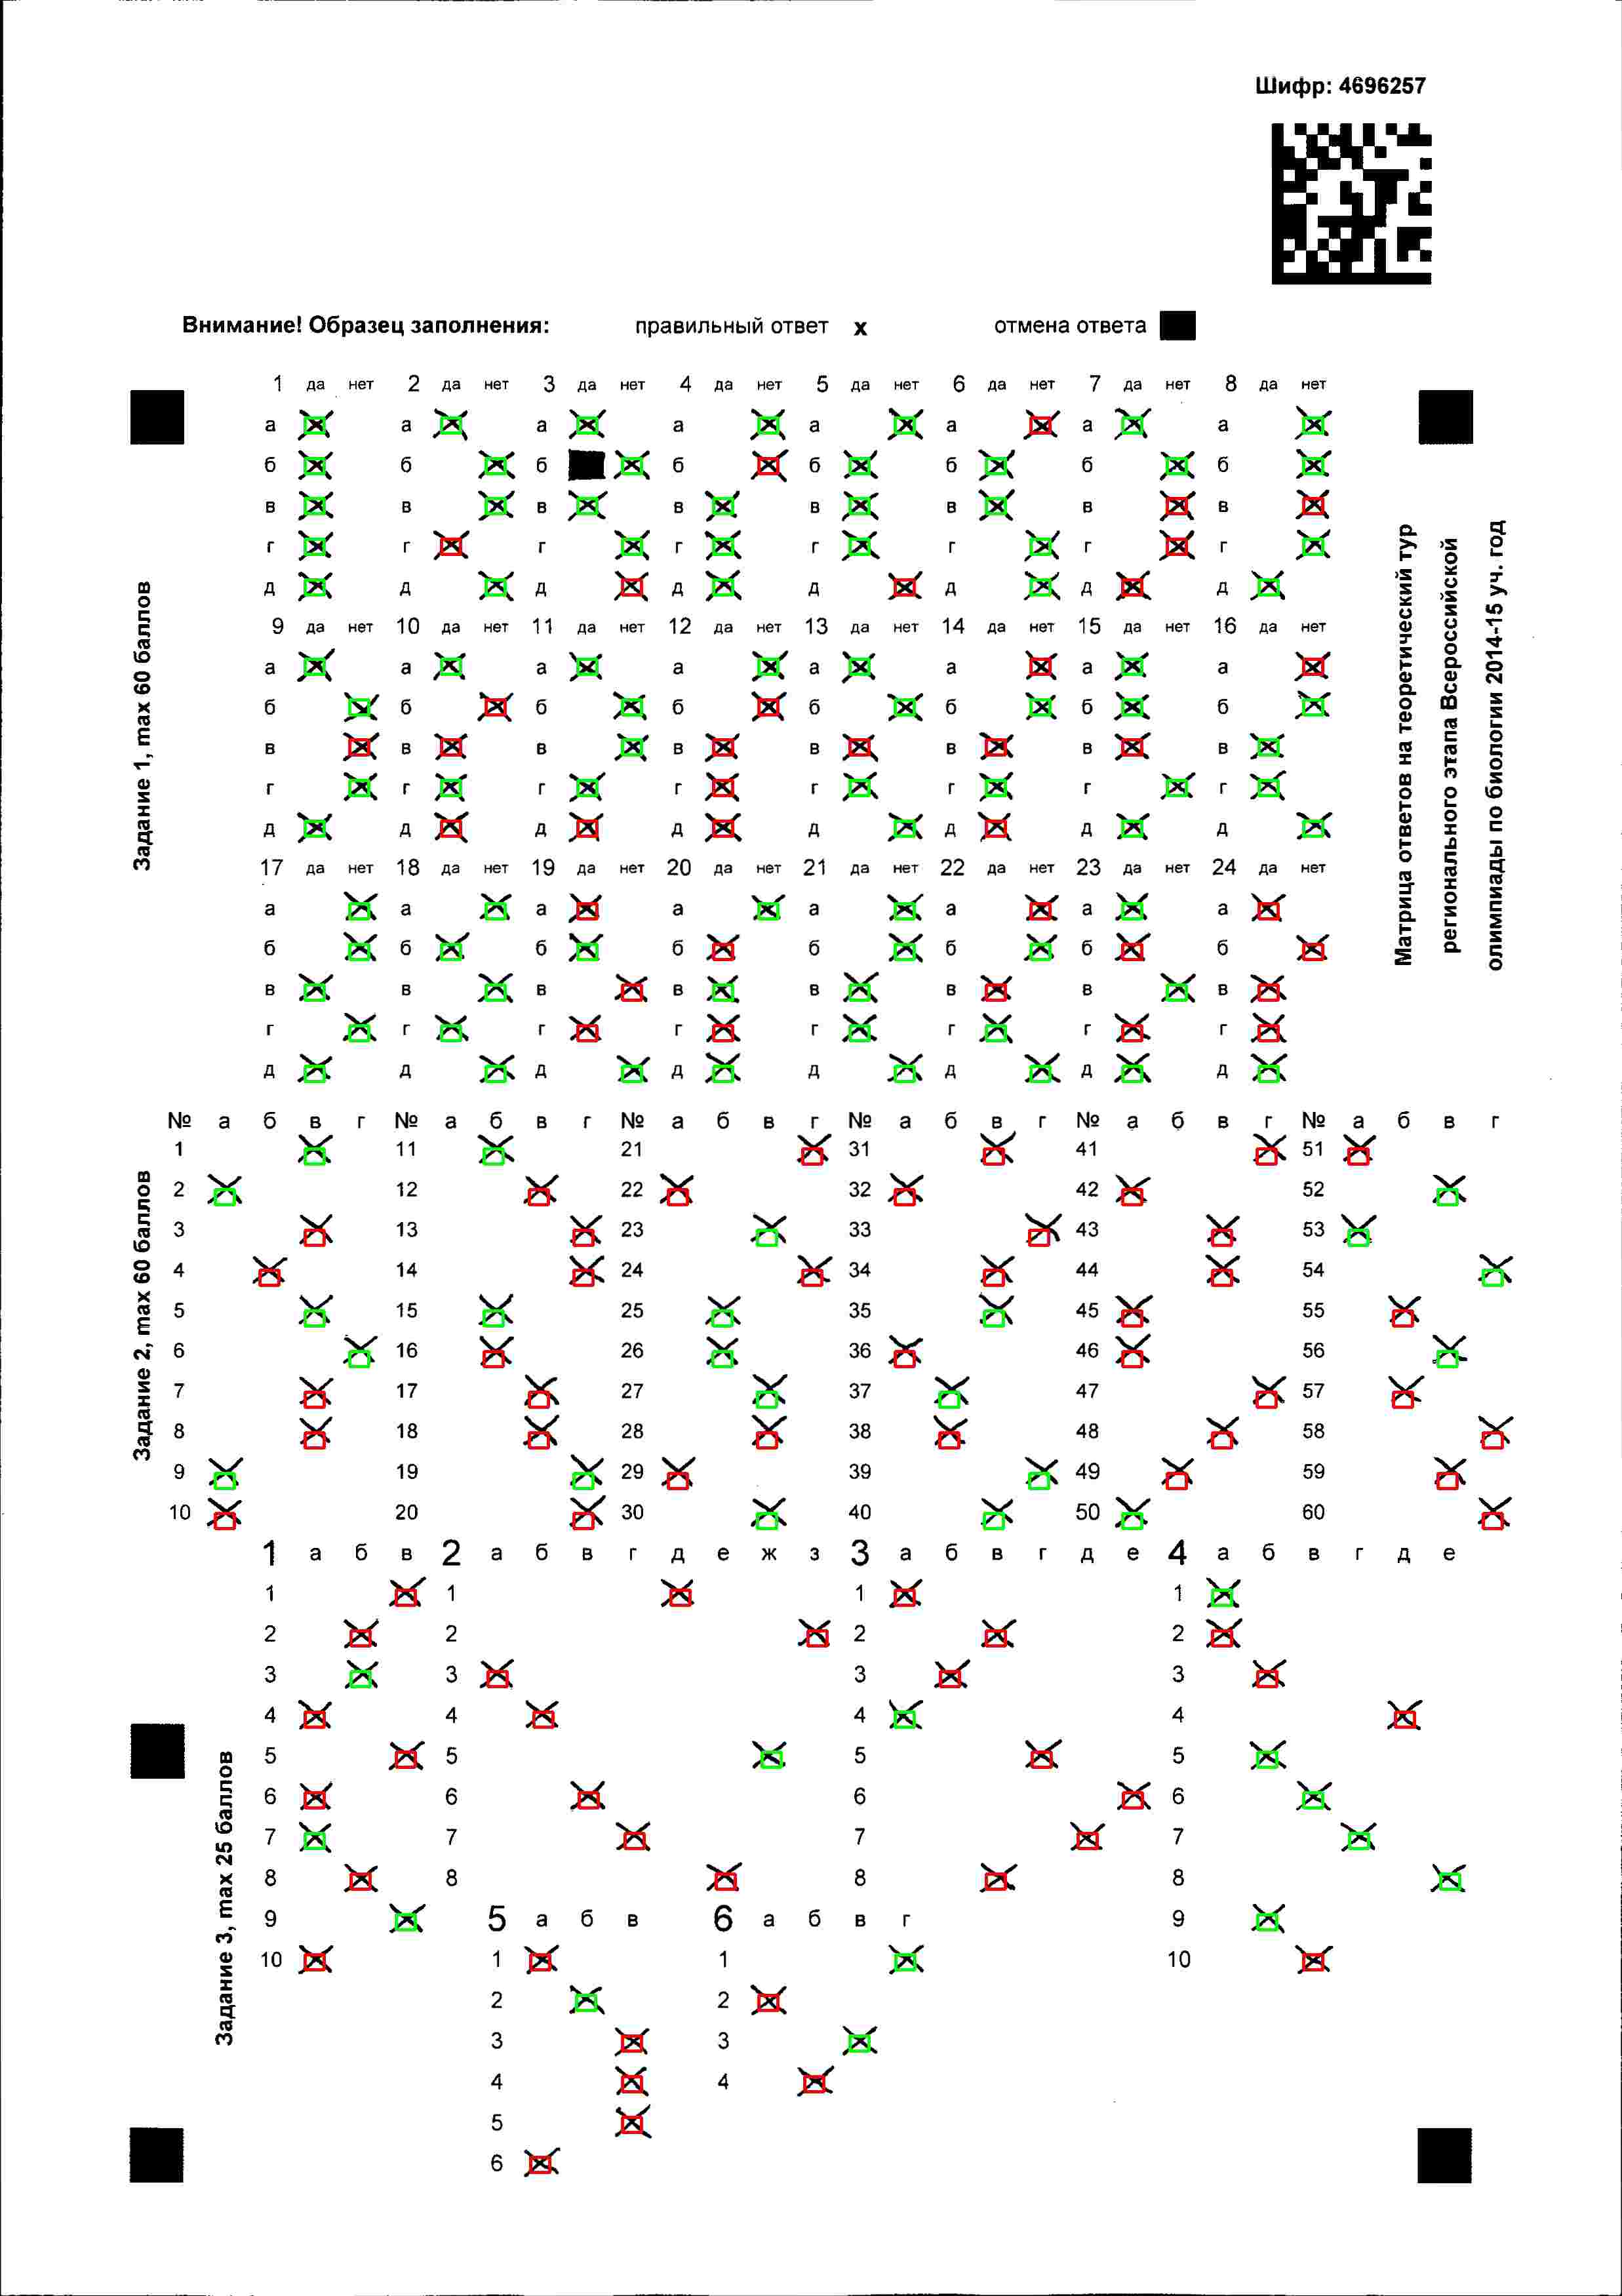 Шифр: 4696257
Внимание! Образец заполнения: правильный ответ x отмена ответа
1 да нет 2 да нет 3 да нет 4 да нет 5 да нет 6 да нет 7 да нет 8 да нет
а а а а а а а а
б б б б б б б б
в в в в в в в в
г г г г г г г г
д д д д д д д д
9 да нет 10 да нет 11 да нет 12 да нет 13 да нет 14 да нет 15 да нет 16 да нет
а а а а а а а а
б б б б б б б б
в в в в в в в в
г г г г г г г г
д д д д д д д д
17 да нет 18 да нет 19 да нет 20 да нет 21 да нет 22 да нет 23 да нет 24 да нет
а а а а а а а а
б б б б б б б б
в в в в в в в в
г г г г г г г г
д д д д д д д д
Задание 1, max 60 баллов
Матрица ответов на теоретический тур
регионального этапа Всероссийской
олимпиады по биологии 2014-15 уч. год
№ а б в г № а б в г № а б в г № а б в г № а б в г № а б в г
1 11 21 31 41 51
2 12 22 32 42 52
3 13 23 33 43 53
4 14 24 34 44 54
5 15 25 35 45 55
6 16 26 36 46 56
7 17 27 37 47 57
8 18 28 38 48 58
9 19 29 39 49 59
10 20 30 40 50 60
Задание 2, max 60 баллов
1 а б в 2 а б в г д е ж з 3 а б в г д е 4 а б в г д е
1 1 1 1
2 2 2 2
3 3 3 3
4 4 4 4
5 5 5 5
6 6 6 6
7 7 7 7
8 8 8 8
9 5 а б в 6 а б в г 9
10 1 1 10
2 2
3 3
4 4
5
6
Задание 3, max 25 баллов